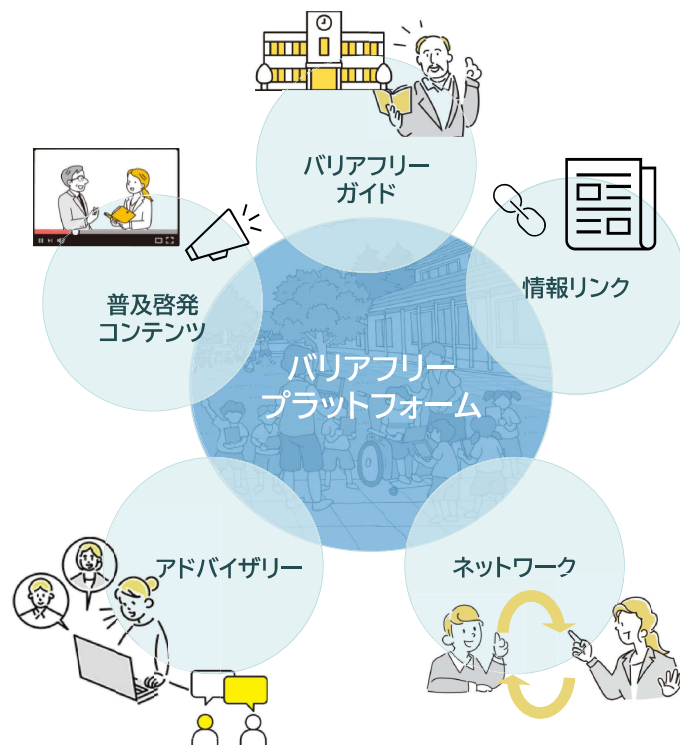 バリアフリー
ガイド
普及啓発
コンテンツ
情報リンク
バリアフリー
プラットフォーム
アドバイザリー
ネットワーク